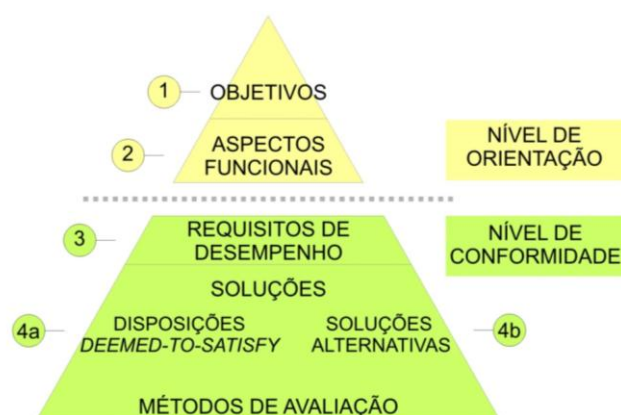 1
OBJETIVOS
2
ASPECTOS
FUNCIONAIS
NÍVEL DE
ORIENTAÇÃO
3
REQUISITOS DE
DESEMPENHO
NÍVEL DE
CONFORMIDADE
SOLUÇÕES
4a
DISPOSIÇÕES
DEEMED-TO-SATISFY
SOLUÇÕES
ALTERNATIVAS
4b
MÉTODOS DE AVALIAÇÃO